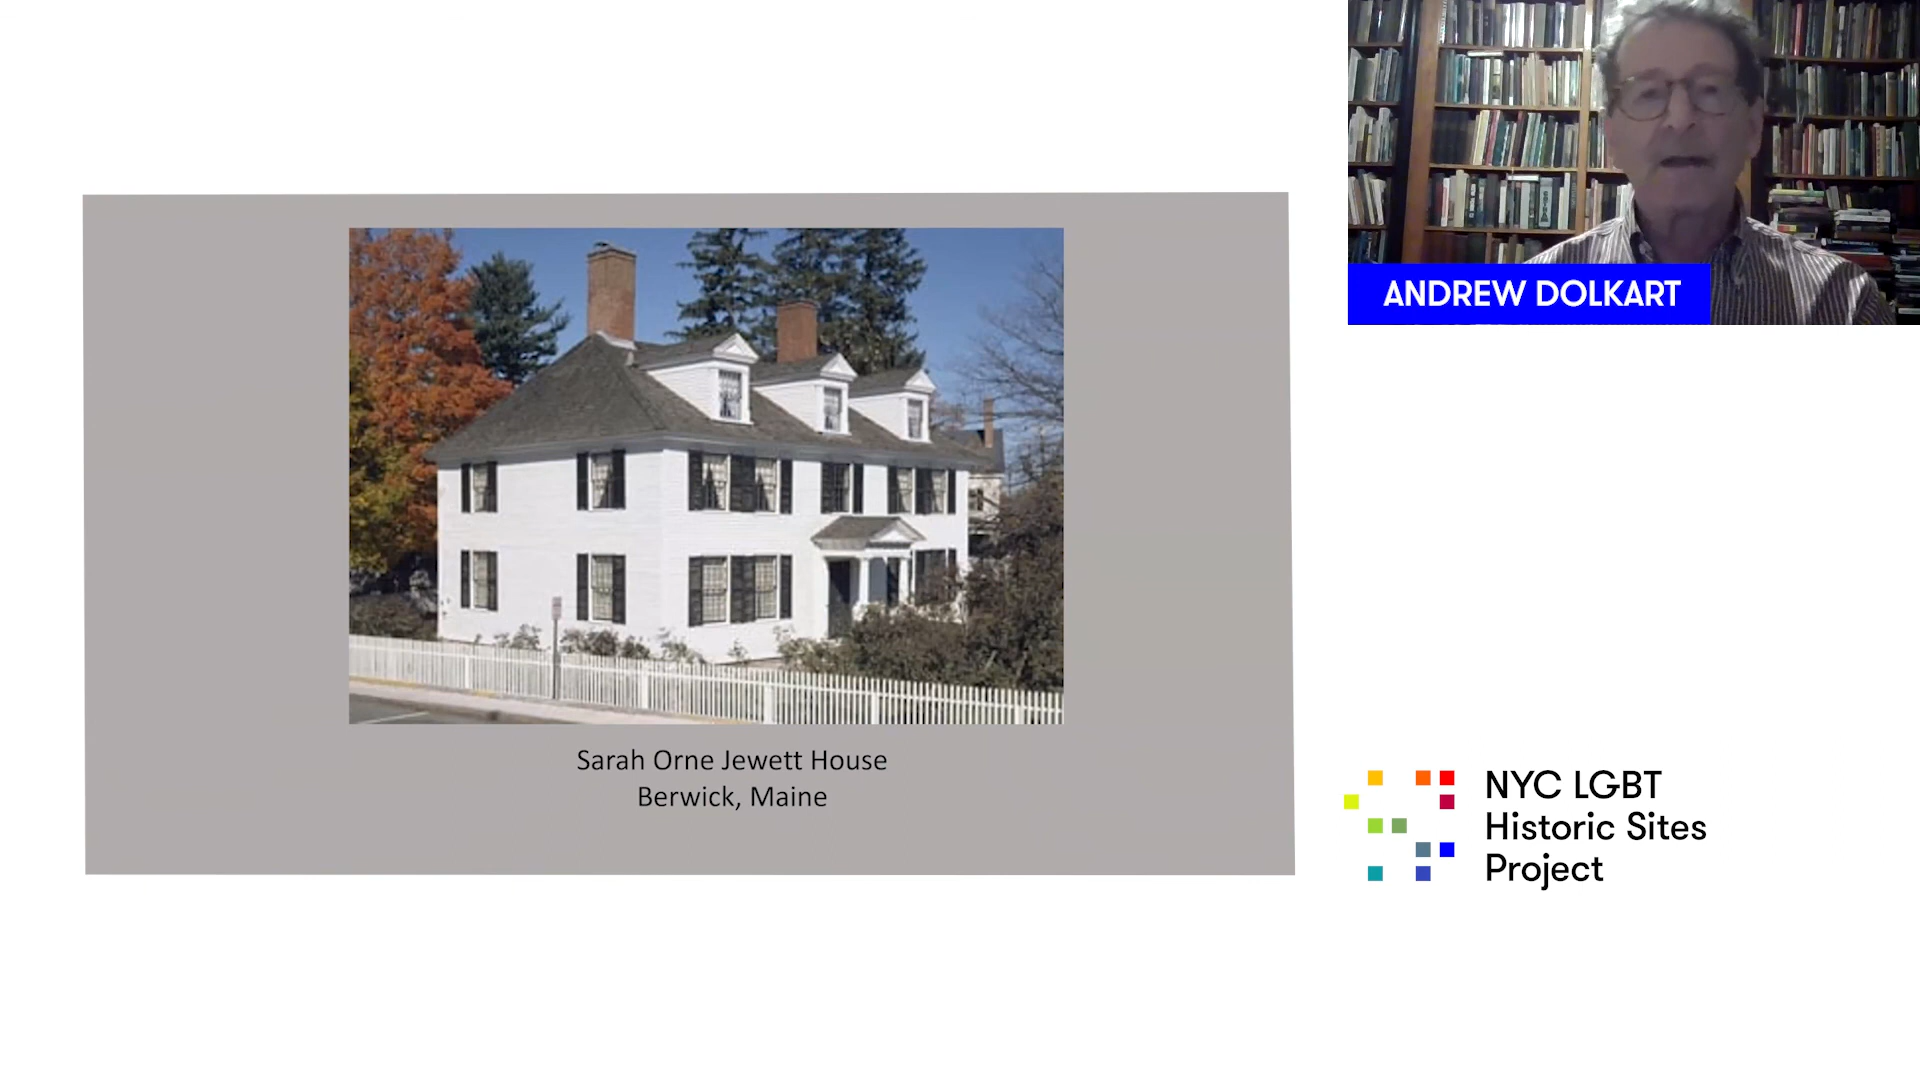 ANDREW DOLKART
Sarah Orne Jewett House
Berwick, Maine
NYC LGBT
Historic Sites
Project